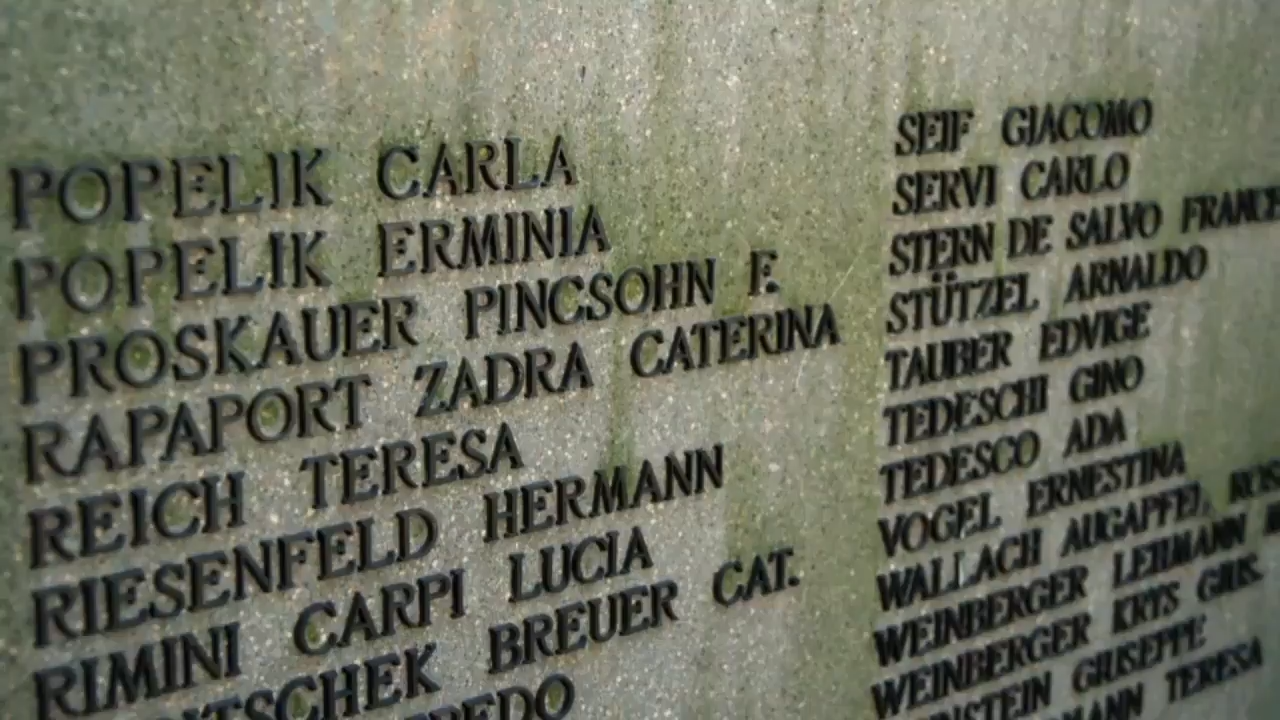 POPELIK CARLA
POPELIK ERMINIA
PROSKAUER PINCSOHN F.
RAPAPORT ZADRA CATERINA
REICH TERESA
RIESENFELD HERMANN
RIMINI CARPI LUCIA
BREUER CAT.
SEIF GIACOMO
SERVI CARLO
STERN DE SALVO
STÜTZEL ARNALDO
TAUBER EDVIGE
TEDESCHI GINO
TEDESCO ADA
VOGEL ERNESTINA
WALLACH AUGAPFEL
WEINBERGER LEHMANN
WEINBERGER KRYS GIUS.
GIUSEPPE
TERESA